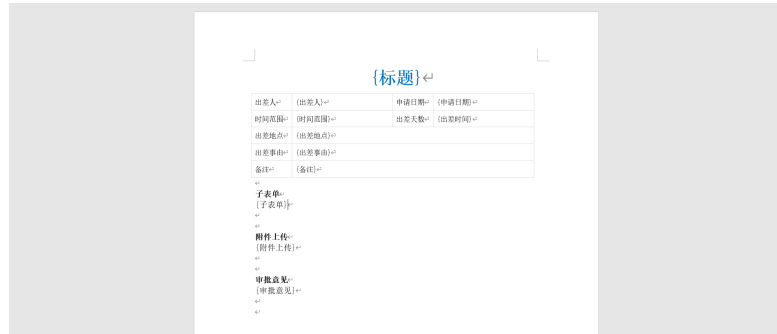 {标题}
出差人 {出差人} 申请日期 {申请日期}
时间范围 {时间范围} 出差天数 {出差时间}
出差地点 {出差地点}
出差事由 {出差事由}
备注 {备注}
子表单
{子表单}
附件上传
{附件上传}
审批意见
{审批意见}